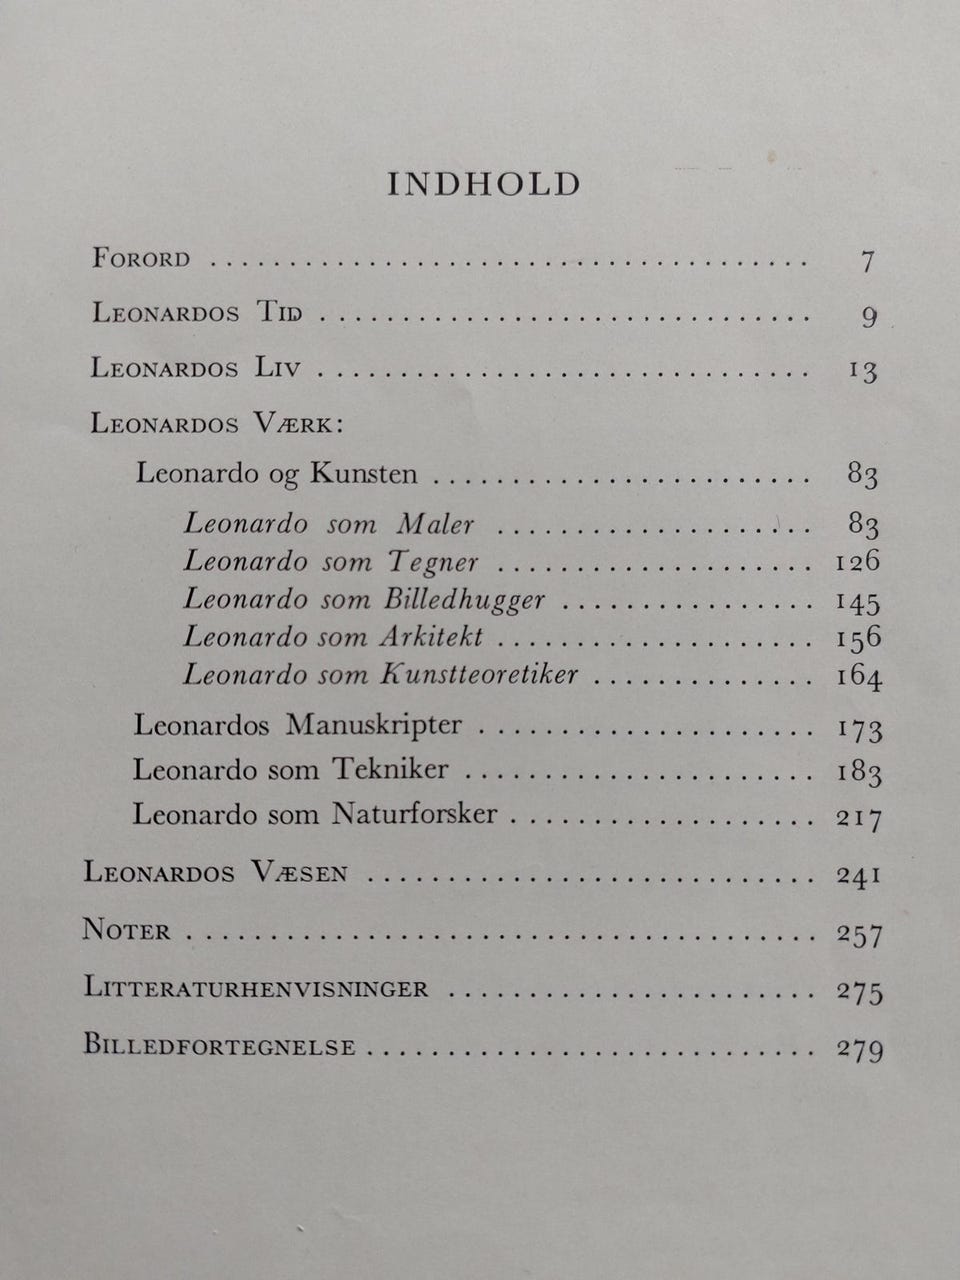 INDHOLD
Forord ....................................... 7
Leonardos Tid ................................ 9
Leonardos Liv ................................ 13
Leonardos Værk:
Leonardo og Kunsten ........................ 83
Leonardo som Maler .................... 83
Leonardo som Tegner .................... 126
Leonardo som Billedhugger ................ 145
Leonardo som Arkitekt .................... 156
Leonardo som Kunstteoretiker .............. 164
Leonardos Manuskripter ..................... 173
Leonardo som Tekniker ...................... 183
Leonardo som Naturforsker ................... 217
Leonardos Væsen ............................. 241
Noter ........................................ 257
Litteraturhenvisninger ....................... 275
Billedfortegnelse ............................. 279